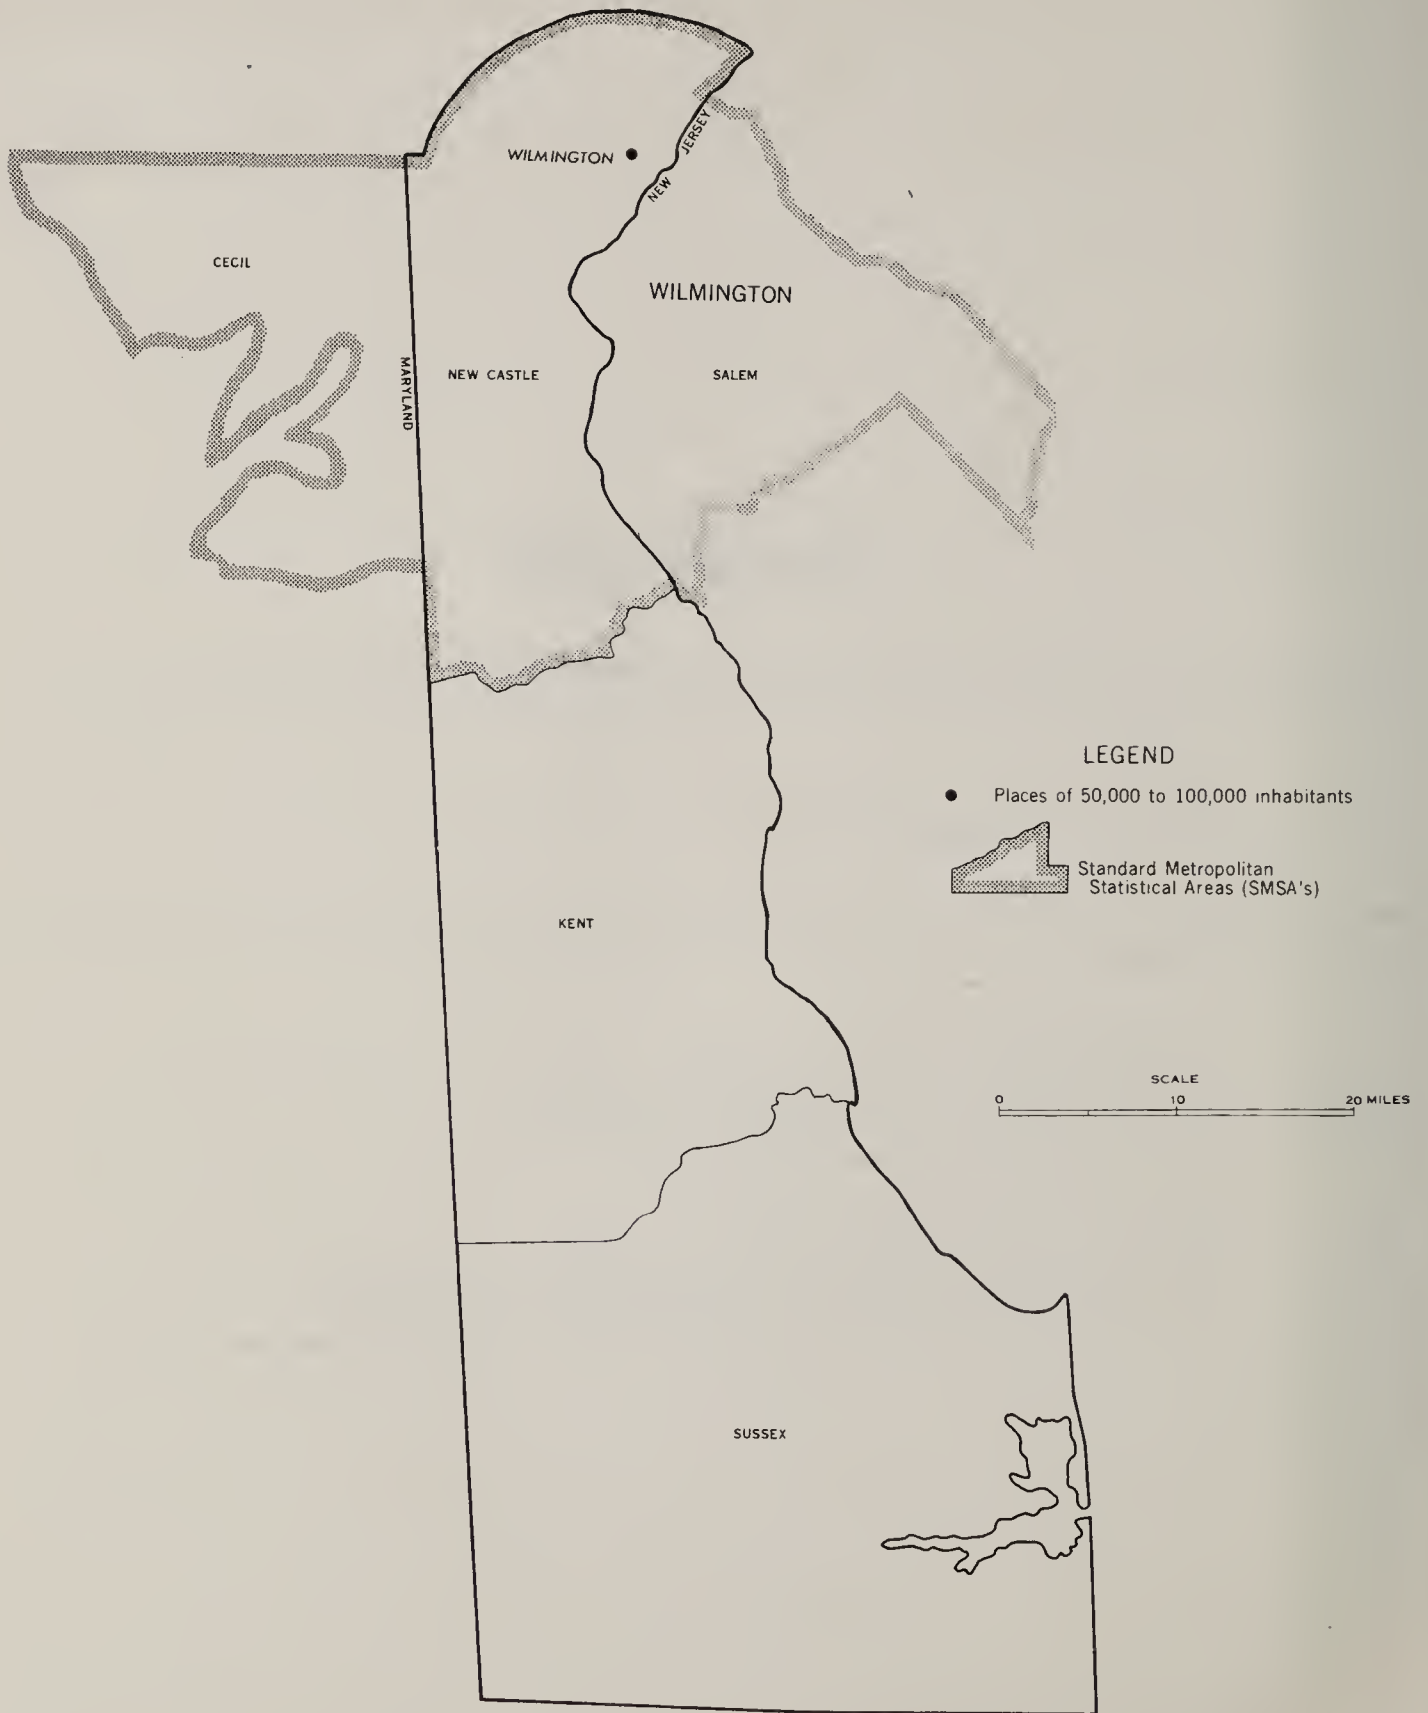 WILMINGTON
NEW JERSEY
CECIL
WILMINGTON
MARYLAND
NEW CASTLE
SALEM
LEGEND
Places of 50,000 to 100,000 inhabitants
Standard Metropolitan
Statistical Areas (SMSA's)
KENT
SCALE
0 10 20 MILES
SUSSEX